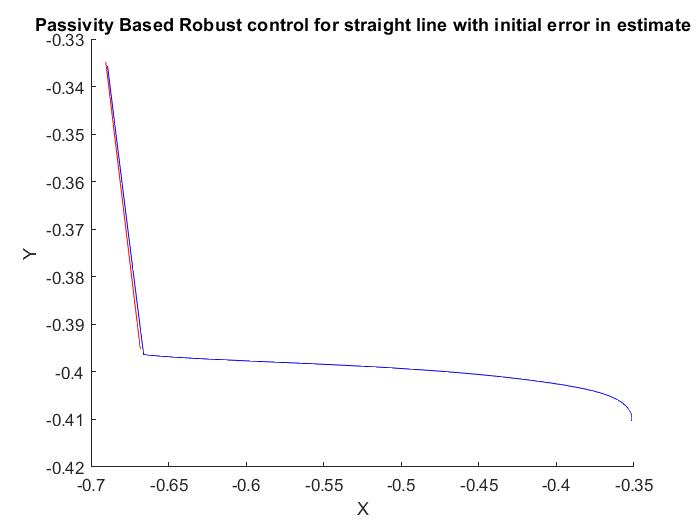 Passivity Based Robust control for straight line with initial error in estimate
-0.33
-0.34
-0.35
-0.36
-0.37
-0.38
-0.39
-0.4
-0.41
-0.42
Y
-0.7 -0.65 -0.6 -0.55 -0.5 -0.45 -0.4 -0.35
X